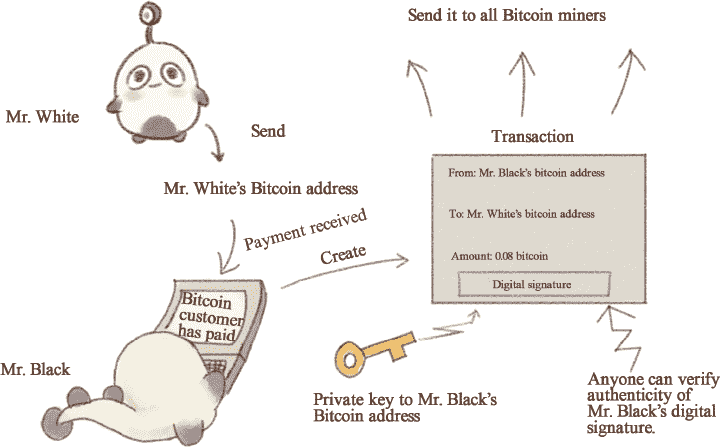 Send it to all Bitcoin miners
Mr. White
Send
Transaction
From: Mr. Black's bitcoin address
Mr. White's Bitcoin address
To: Mr. White's bitcoin address
Payment received
Create
Amount: 0.08 bitcoin
Digital signature
Bitcoin
customer
has paid
Mr. Black
Private key to Mr. Black's
Bitcoin address
Anyone can verify
authenticity of
Mr. Black's digital
signature.